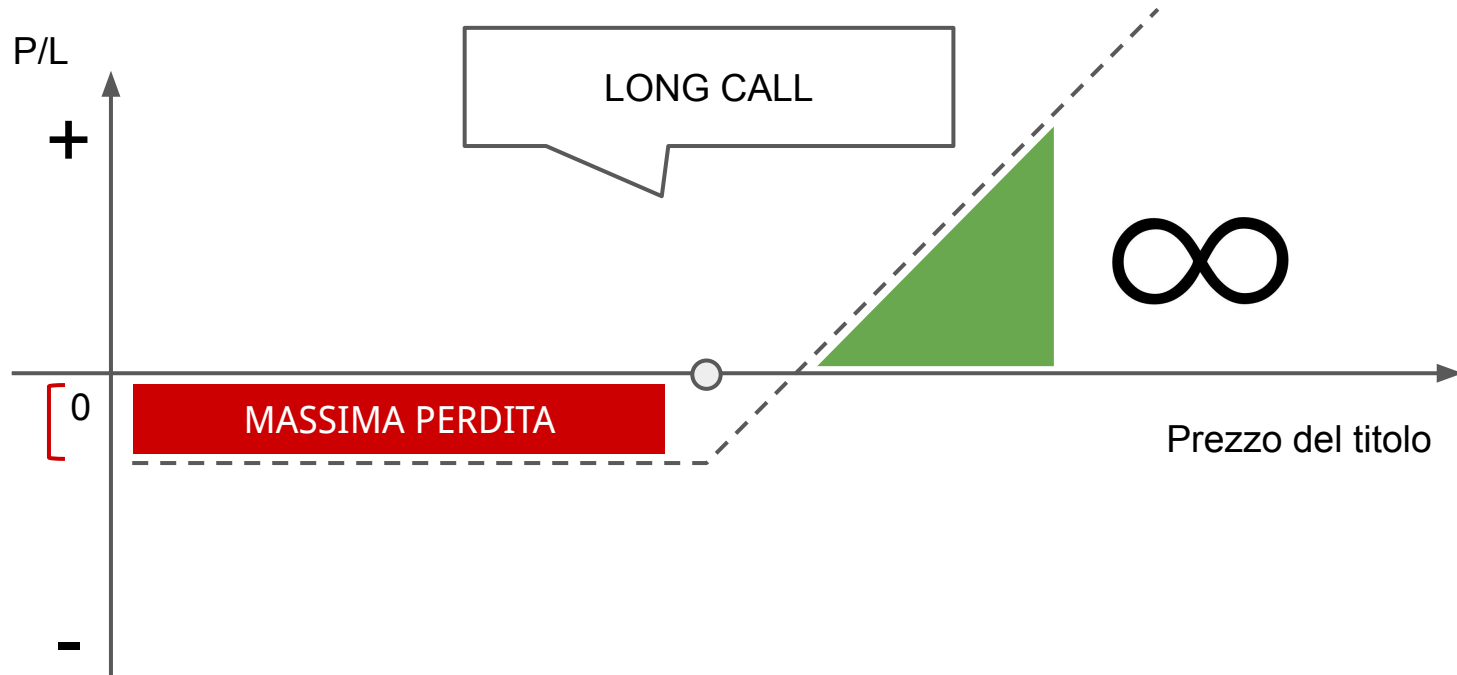 P/L
LONG CALL
+
∞
0
MASSIMA PERDITA
Prezzo del titolo
-